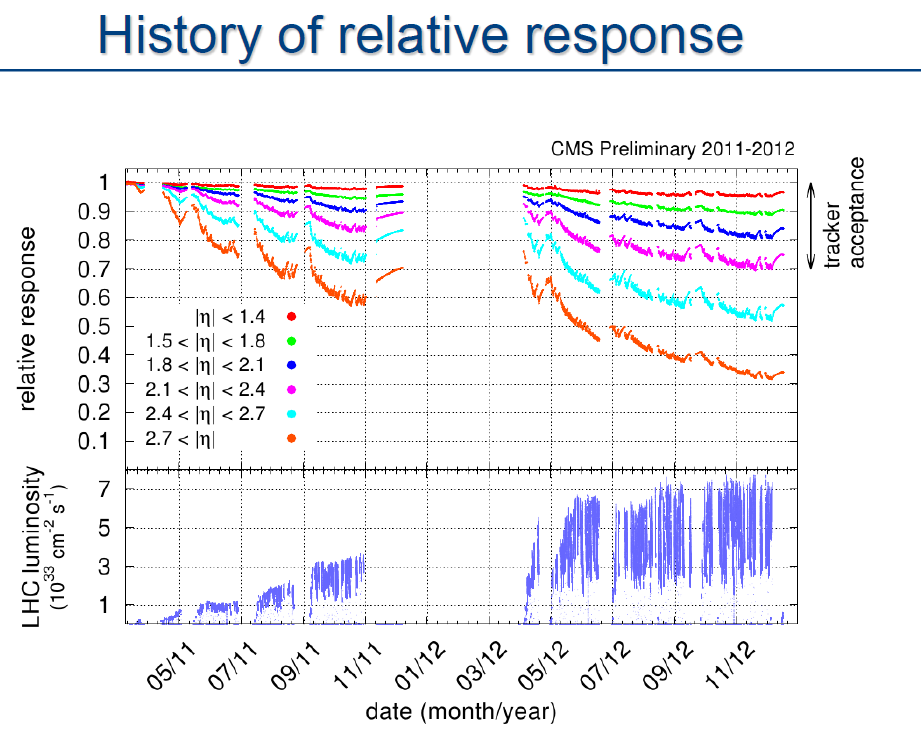 History of relative response
CMS Preliminary 2011-2012
1
0.9
0.8
0.7
0.6
0.5
0.4
0.3
0.2
0.1
relative response
tracker
acceptance
|η| < 1.4
1.5 < |η| < 1.8
1.8 < |η| < 2.1
2.1 < |η| < 2.4
2.4 < |η| < 2.7
2.7 < |η|
7
5
3
1
LHC luminosity
(10³³ cm⁻² s⁻¹)
05/11 07/11 09/11 11/11 01/12 03/12 05/12 07/12 09/12 11/12
date (month/year)